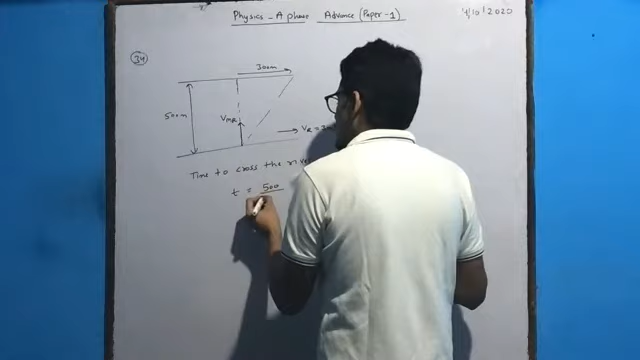 Physics - A phase Advance (Paper-1)
4/10/2020
34
300m
500m
VMR
VR =
Time to cross the
t = 500